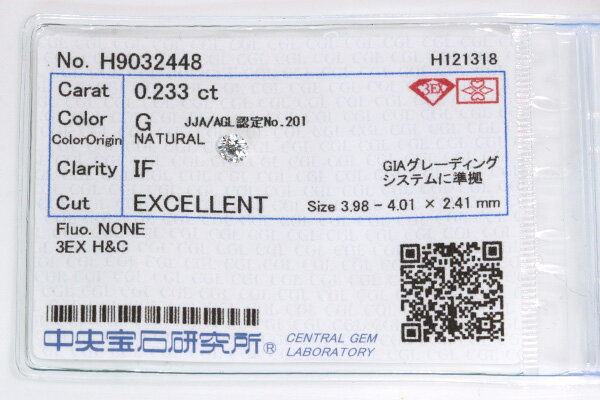 No. H9032448 H121318
Carat 0.233 ct 3EX
Color G JJA/AGL認定No.201
ColorOrigin NATURAL
Clarity IF GIAグレーディング
システムに準拠
Cut EXCELLENT Size 3.98 - 4.01 × 2.41 mm
Fluo. NONE
3EX H&C
中央宝石研究所® CENTRAL GEM
LABORATORY